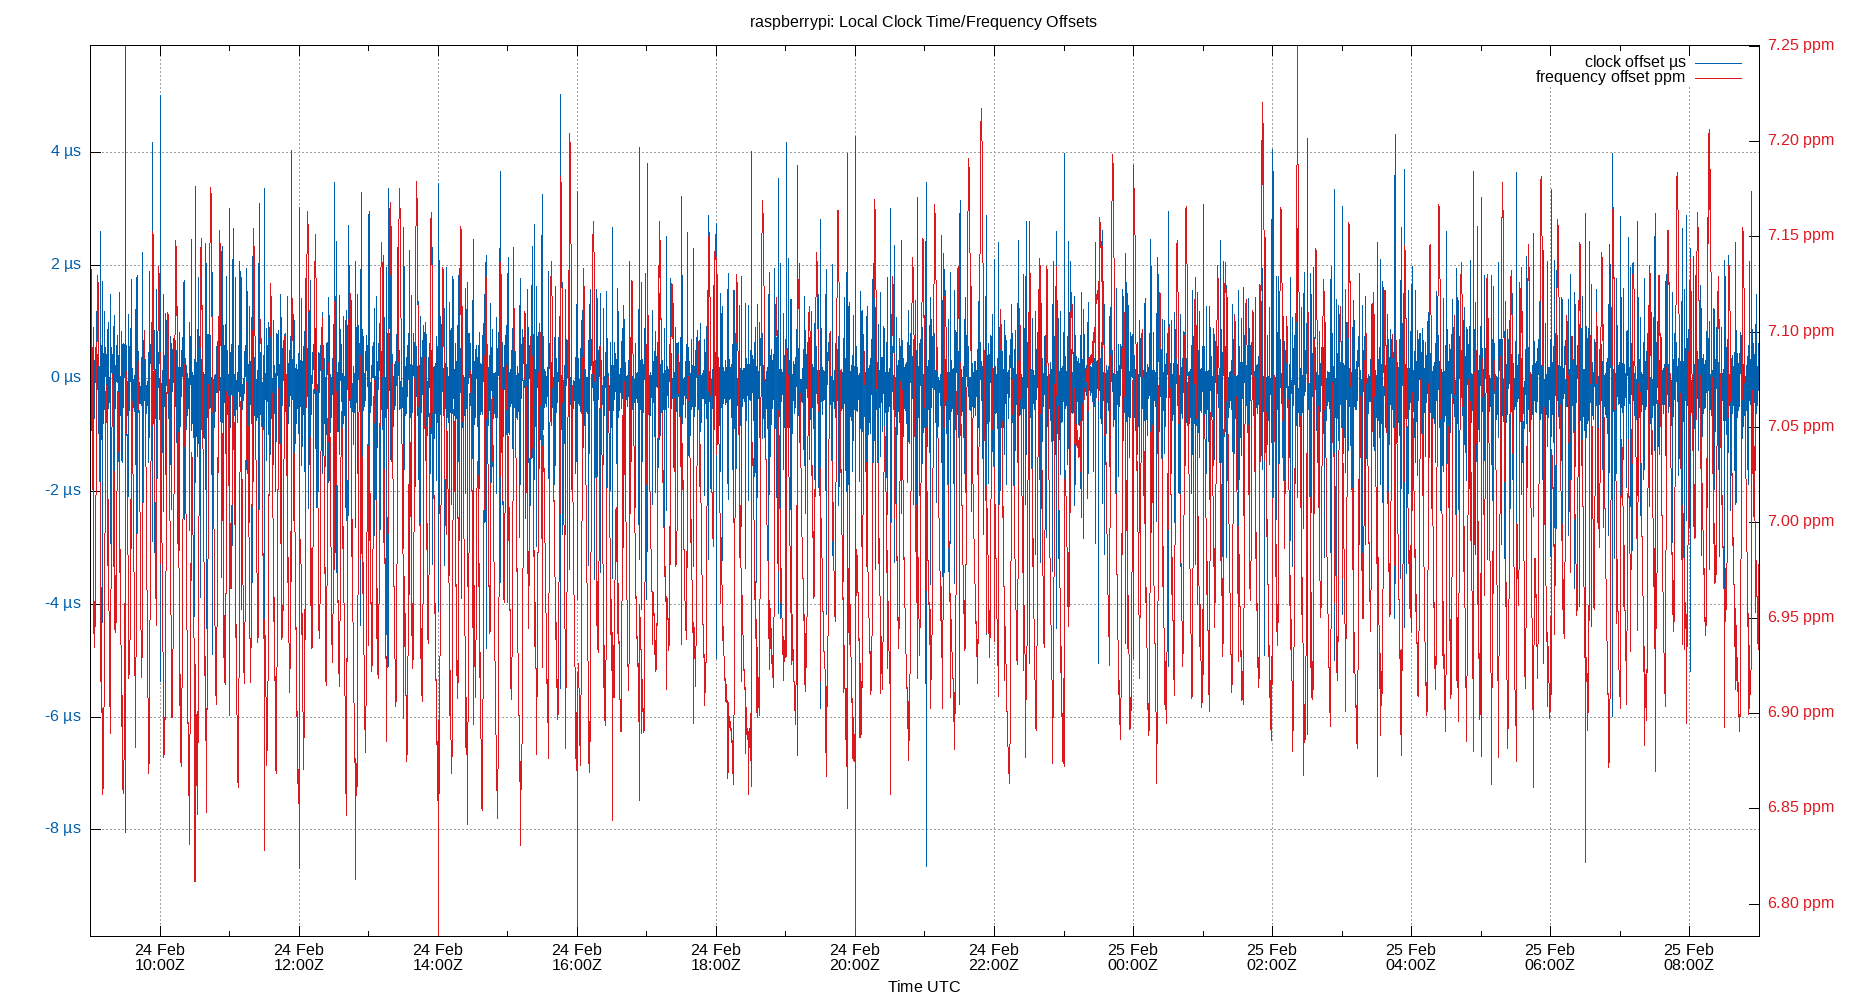 raspberrypi: Local Clock Time/Frequency Offsets
7.25 ppm
clock offset µs
frequency offset ppm
4 µs
7.20 ppm
2 µs
7.15 ppm
7.10 ppm
0 µs
7.05 ppm
-2 µs
7.00 ppm
-4 µs
6.95 ppm
-6 µs
6.90 ppm
-8 µs
6.85 ppm
6.80 ppm
24 Feb 24 Feb 24 Feb 24 Feb 24 Feb 24 Feb 24 Feb 25 Feb 25 Feb 25 Feb 25 Feb 25 Feb
10:00Z 12:00Z 14:00Z 16:00Z 18:00Z 20:00Z 22:00Z 00:00Z 02:00Z 04:00Z 06:00Z 08:00Z
Time UTC